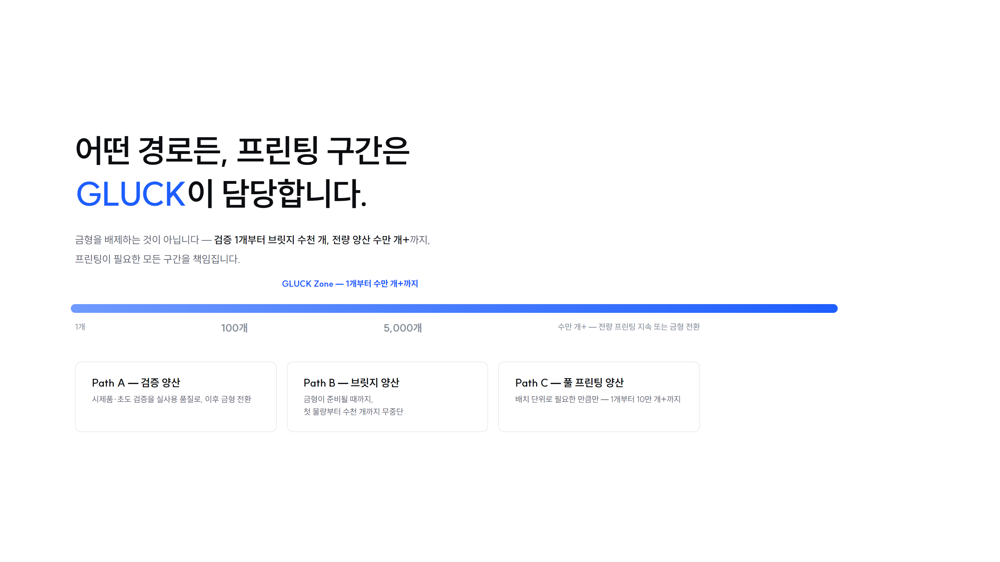 어떤 경로든, 프린팅 구간은
GLUCK이 담당합니다.
금형을 배제하는 것이 아닙니다 — 검증 1개부터 브릿지 수천 개, 전량 양산 수만 개+까지,
프린팅이 필요한 모든 구간을 책임집니다.
GLUCK Zone — 1개부터 수만 개+까지
1개
100개
5,000개
수만 개+ — 전량 프린팅 지속 또는 금형 전환
Path A — 검증 양산
시제품·초도 검증을 실사용 품질로, 이후 금형 전환
Path B — 브릿지 양산
금형이 준비될 때까지,
첫 물량부터 수천 개까지 무중단
Path C — 풀 프린팅 양산
배치 단위로 필요한 만큼만 — 1개부터 10만 개+까지